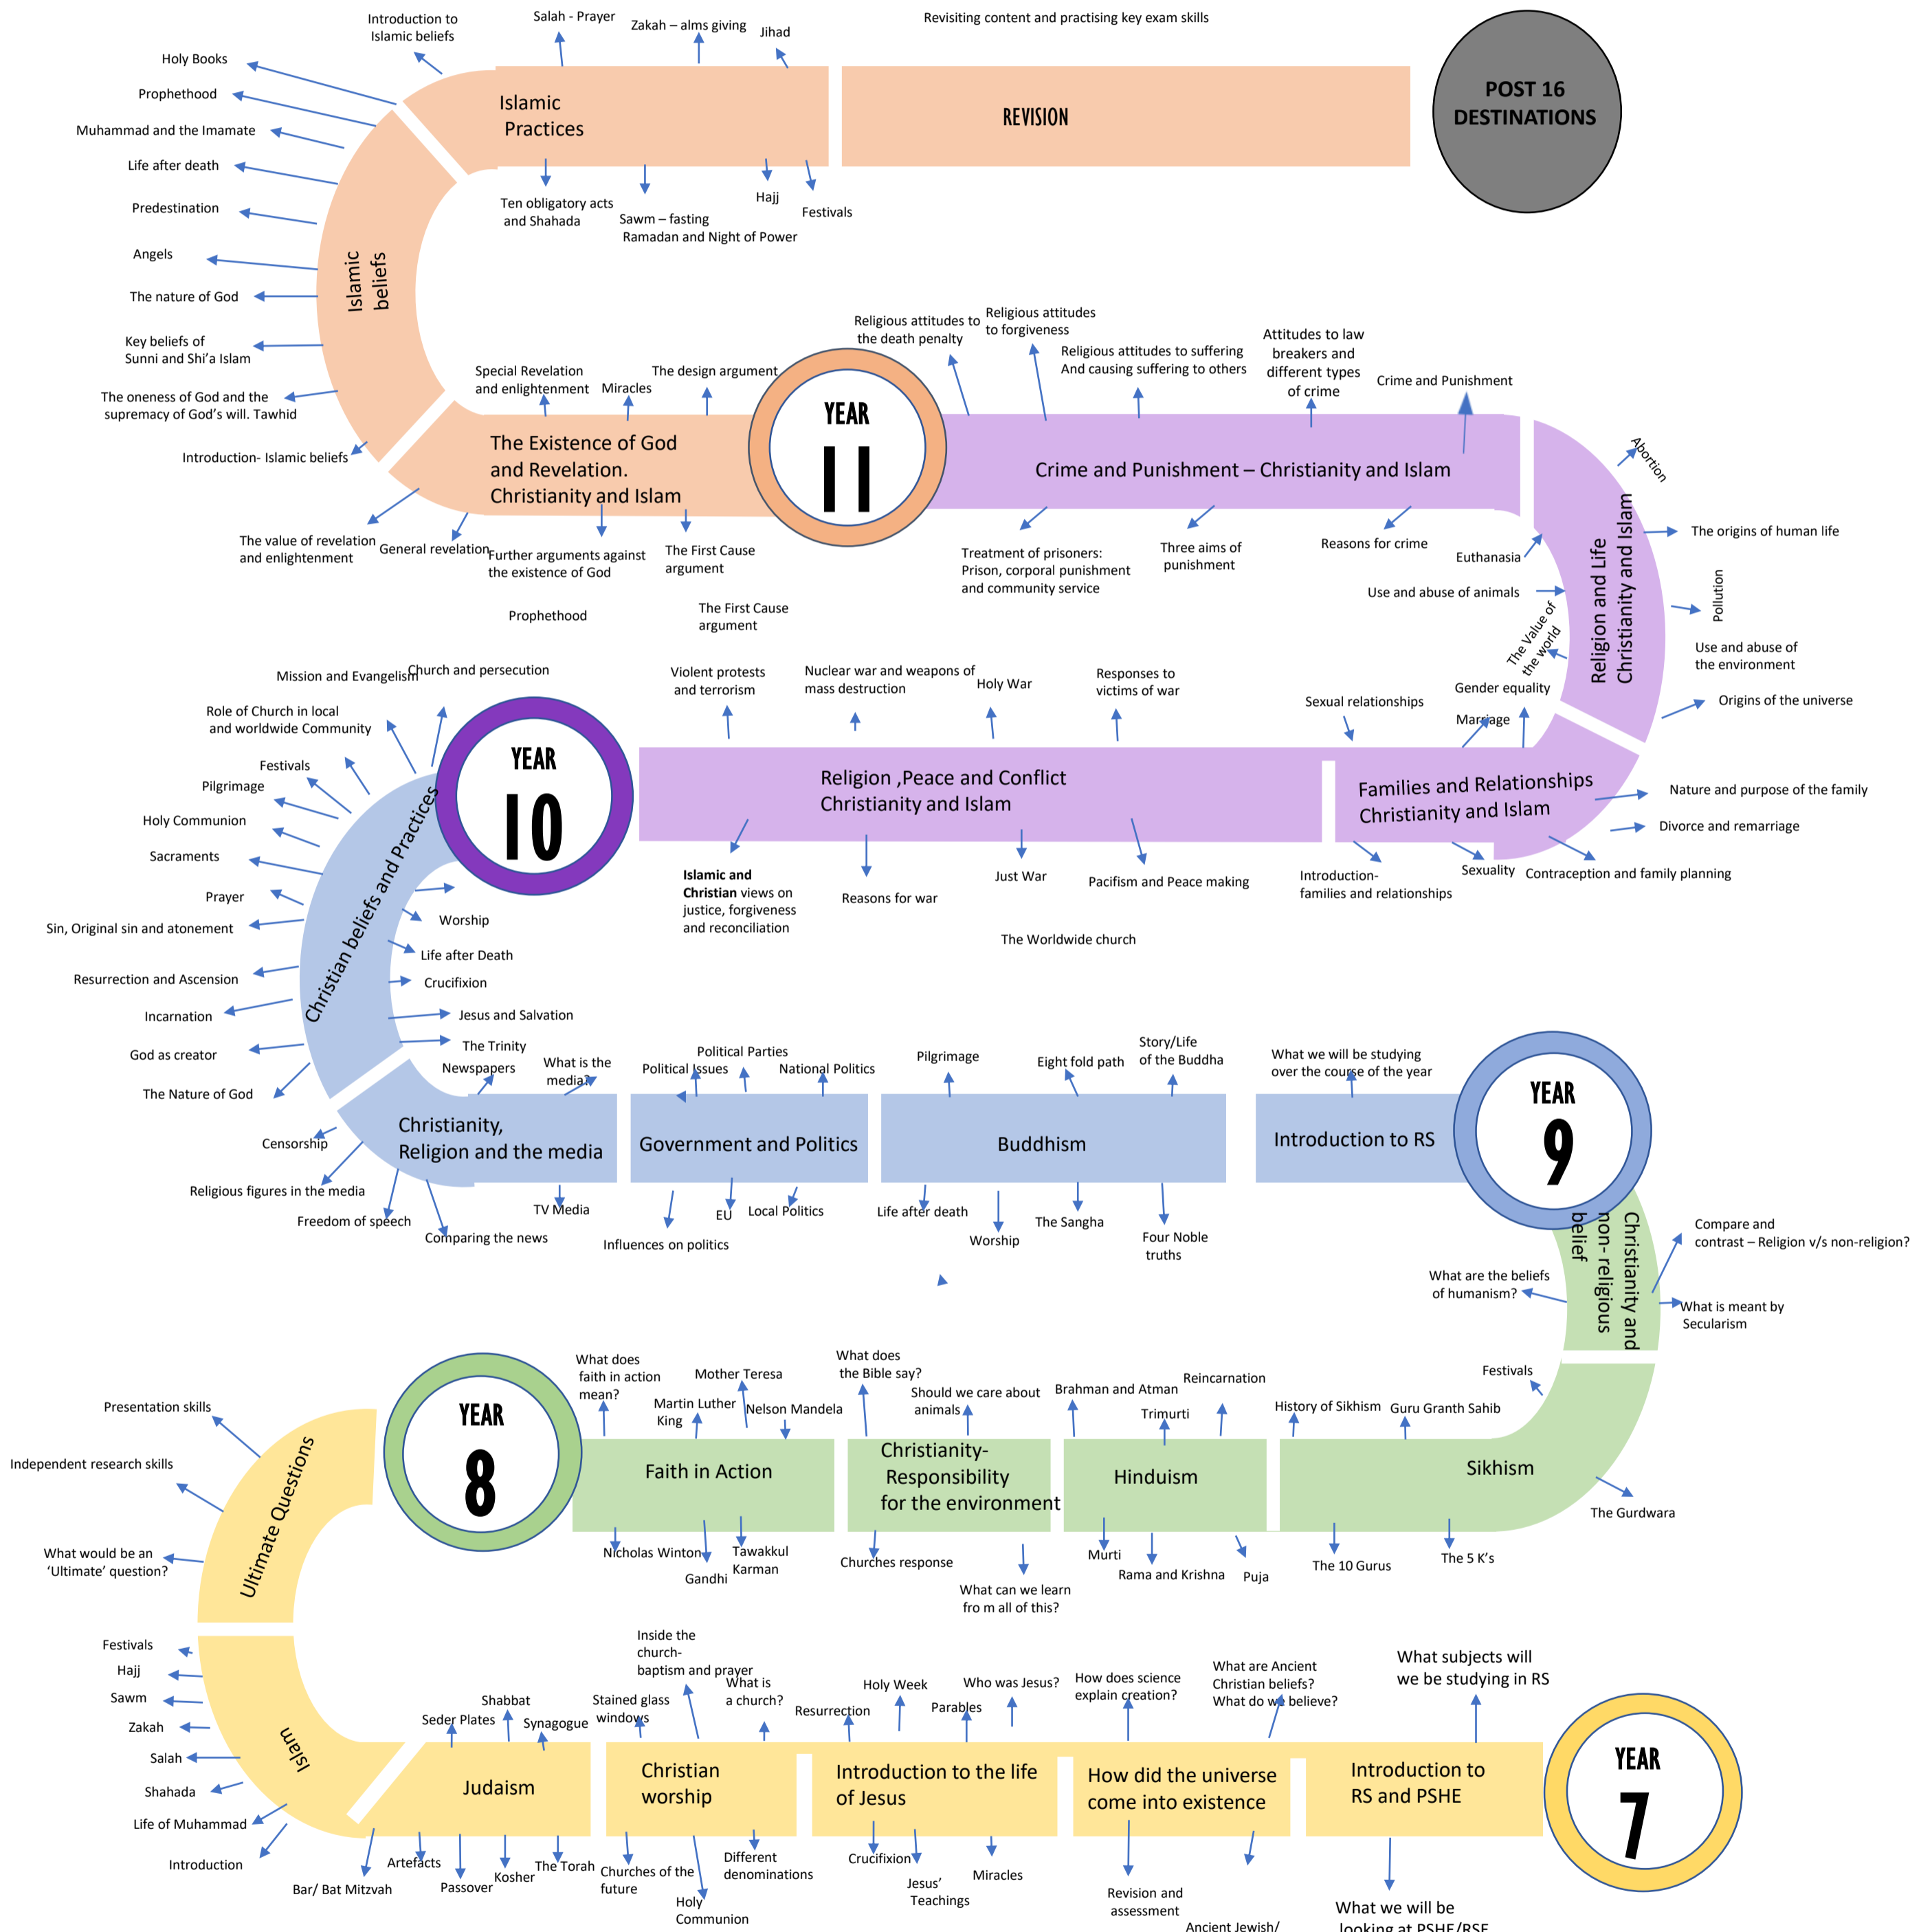 Introduction to
Islamic beliefs
Salah - Prayer
Zakah – alms giving
Jihad
Revisiting content and practising key exam skills
POST 16
DESTINATIONS
Holy Books
Prophethood
Muhammad and the Imamate
Life after death
Predestination
Angels
The nature of God
Key beliefs of
Sunni and Shi'a Islam
The oneness of God and the
supremacy of God's will. Tawhid
Introduction- Islamic beliefs
Islamic
Practices
REVISION
Ten obligatory acts
and Shahada
Sawm – fasting
Ramadan and Night of Power
Hajj
Festivals
Islamic
beliefs
Special Revelation
and enlightenment
Miracles
The design argument
The Existence of God
and Revelation.
Christianity and Islam
The value of revelation
and enlightenment
General revelation
Further arguments against
the existence of God
The First Cause
argument
Prophethood
The First Cause
argument
YEAR
11
Religious attitudes to
the death penalty
Religious attitudes
to forgiveness
Religious attitudes to suffering
And causing suffering to others
Attitudes to law
breakers and
different types
of crime
Crime and Punishment
Crime and Punishment – Christianity and Islam
Treatment of prisoners:
Prison, corporal punishment
and community service
Three aims of
punishment
Reasons for crime
Abortion
The origins of human life
Euthanasia
Use and abuse of animals
Pollution
The Value of
the world
Use and abuse of
the environment
Origins of the universe
Religion and Life
Christianity and Islam
Gender equality
Marriage
Sexual relationships
Families and Relationships
Christianity and Islam
Nature and purpose of the family
Divorce and remarriage
Contraception and family planning
Sexuality
Introduction-
families and relationships
Violent protests
and terrorism
Nuclear war and weapons of
mass destruction
Holy War
Responses to
victims of war
Religion ,Peace and Conflict
Christianity and Islam
Islamic and
Christian views on
justice, forgiveness
and reconciliation
Reasons for war
Just War
Pacifism and Peace making
The Worldwide church
YEAR
10
Mission and Evangelism
Church and persecution
Role of Church in local
and worldwide Community
Festivals
Pilgrimage
Holy Communion
Sacraments
Prayer
Sin, Original sin and atonement
Resurrection and Ascension
Incarnation
God as creator
The Nature of God
Christian beliefs and Practices
Worship
Life after Death
Crucifixion
Jesus and Salvation
The Trinity
Newspapers
What is the
media?
Christianity,
Religion and the media
Censorship
Religious figures in the media
Freedom of speech
Comparing the news
TV Media
Political Issues
Political Parties
National Politics
Government and Politics
Influences on politics
EU
Local Politics
Pilgrimage
Eight fold path
Story/Life
of the Buddha
Buddhism
Life after death
Worship
The Sangha
Four Noble
truths
What we will be studying
over the course of the year
Introduction to RS
YEAR
9
Christianity and
non- religious
belief
Compare and
contrast – Religion v/s non-religion?
What are the beliefs
of humanism?
What is meant by
Secularism
Festivals
History of Sikhism
Guru Granth Sahib
Sikhism
The Gurdwara
The 10 Gurus
The 5 K's
Brahman and Atman
Trimurti
Reincarnation
Hinduism
Murti
Rama and Krishna
Puja
What does
the Bible say?
Should we care about
animals
Christianity-
Responsibility
for the environment
Churches response
What can we learn
fro m all of this?
What does
faith in action
mean?
Martin Luther
King
Mother Teresa
Nelson Mandela
Faith in Action
Nicholas Winton
Gandhi
Tawakkul
Karman
YEAR
8
Presentation skills
Independent research skills
What would be an
'Ultimate' question?
Ultimate Questions
Festivals
Hajj
Sawm
Zakah
Salah
Shahada
Life of Muhammad
Introduction
Islam
Seder Plates
Shabbat
Synagogue
Judaism
Bar/ Bat Mitzvah
Artefacts
Passover
Kosher
The Torah
Inside the
church-
baptism and prayer
Stained glass
windows
What is
a church?
Christian
worship
Churches of the
future
Holy
Communion
Different
denominations
Resurrection
Holy Week
Parables
Who was Jesus?
Introduction to the life
of Jesus
Crucifixion
Jesus'
Teachings
Miracles
How does science
explain creation?
What are Ancient
Christian beliefs?
What do we believe?
How did the universe
come into existence
Revision and
assessment
Ancient Jewish/
What subjects will
we be studying in RS
Introduction to
RS and PSHE
What we will be
looking at PSHE/RSE
YEAR
7